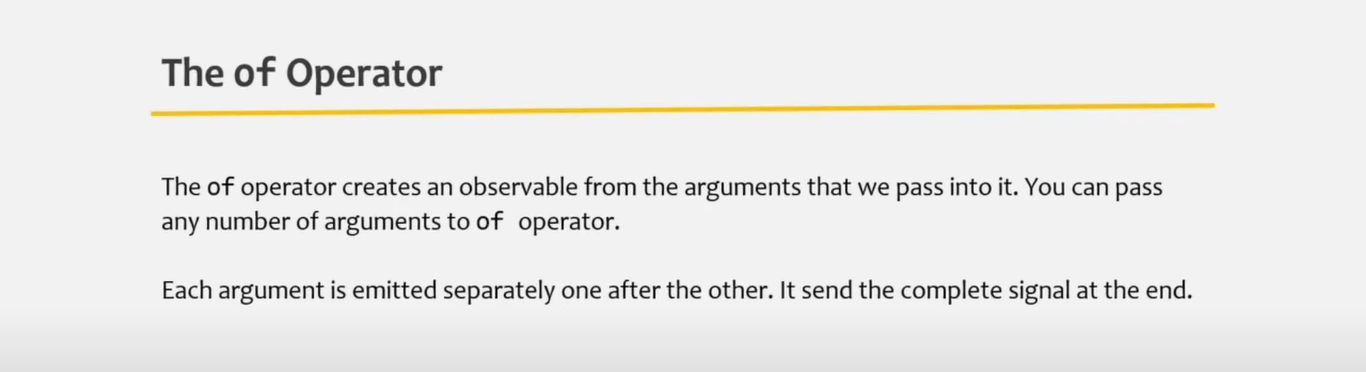 The of Operator
The of operator creates an observable from the arguments that we pass into it. You can pass
any number of arguments to of operator.
Each argument is emitted separately one after the other. It send the complete signal at the end.